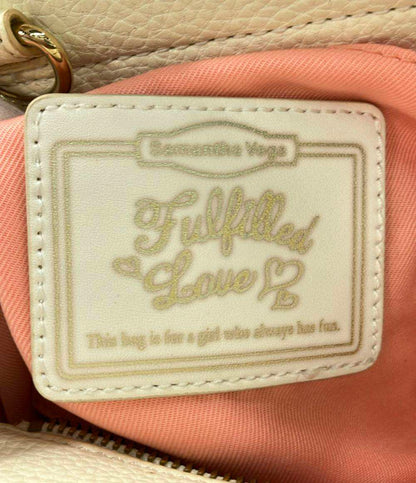 Samantha Vega
Fulfilled
Love
This bag is for a girl who always has fun.